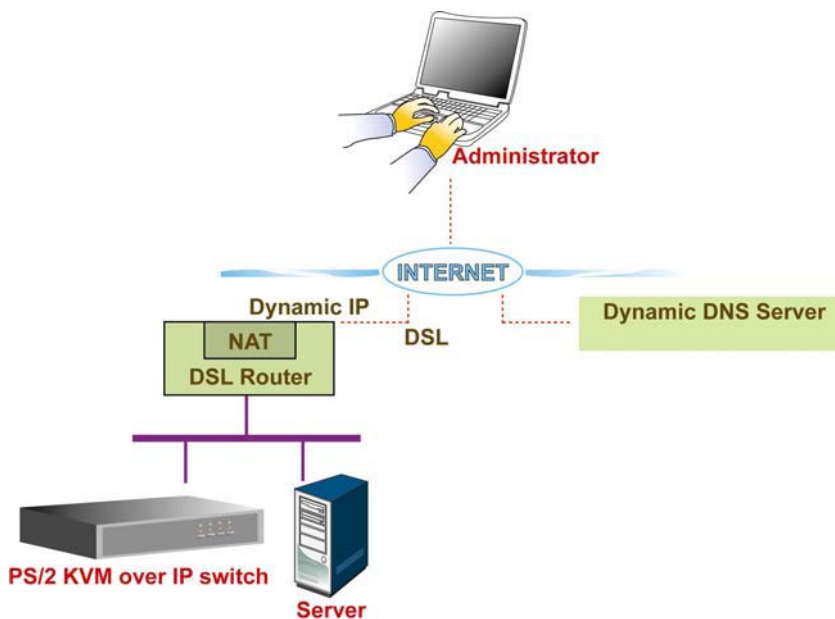 Administrator
INTERNET
Dynamic IP
DSL
Dynamic DNS Server
NAT
DSL Router
PS/2 KVM over IP switch
Server